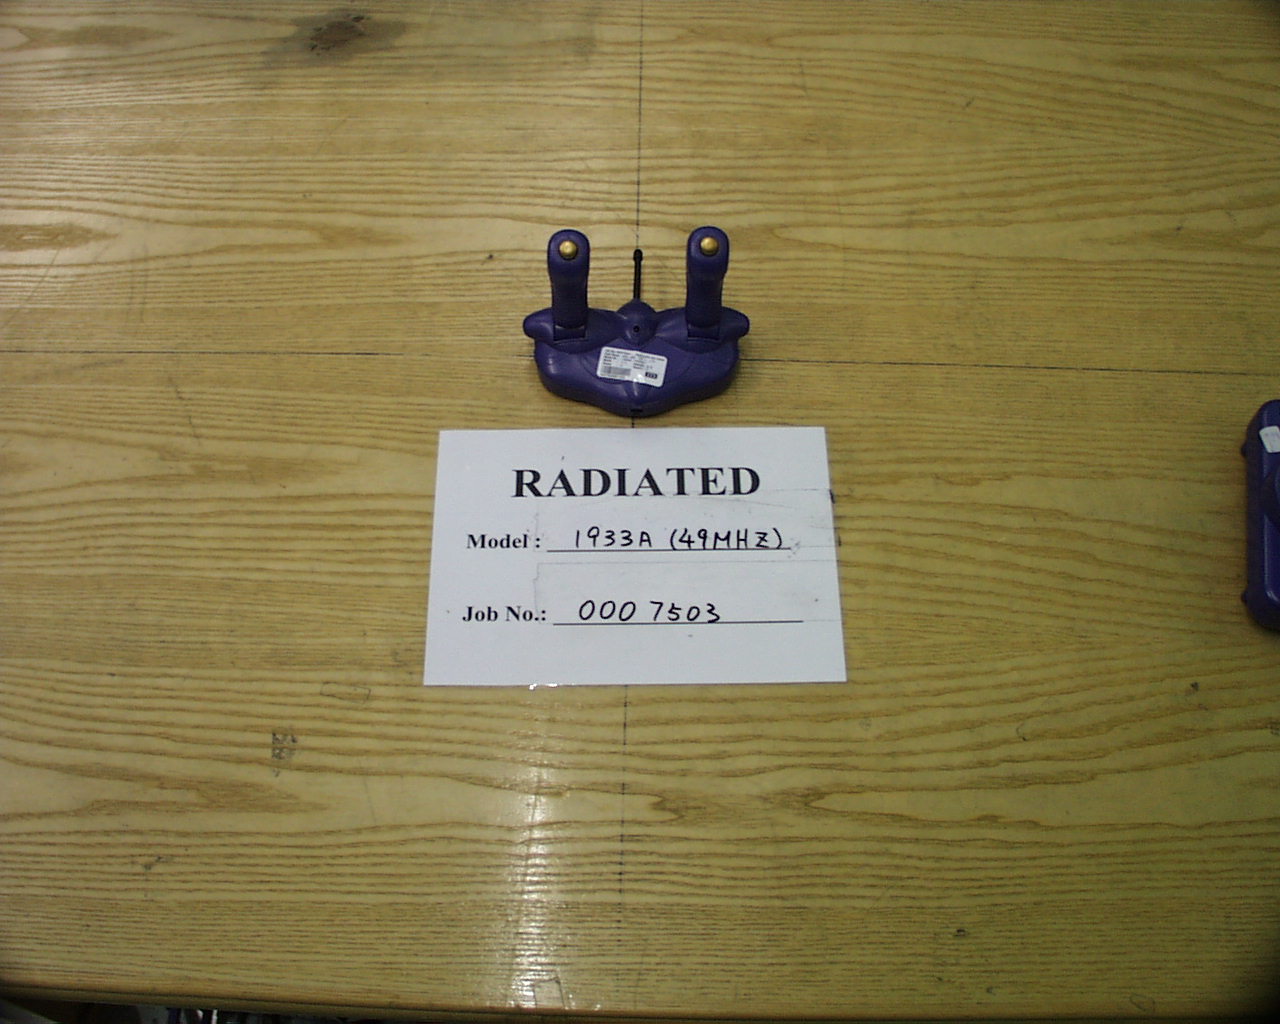 RADIATED
Model : 1933A (49MHZ)
Job No.: 0007503